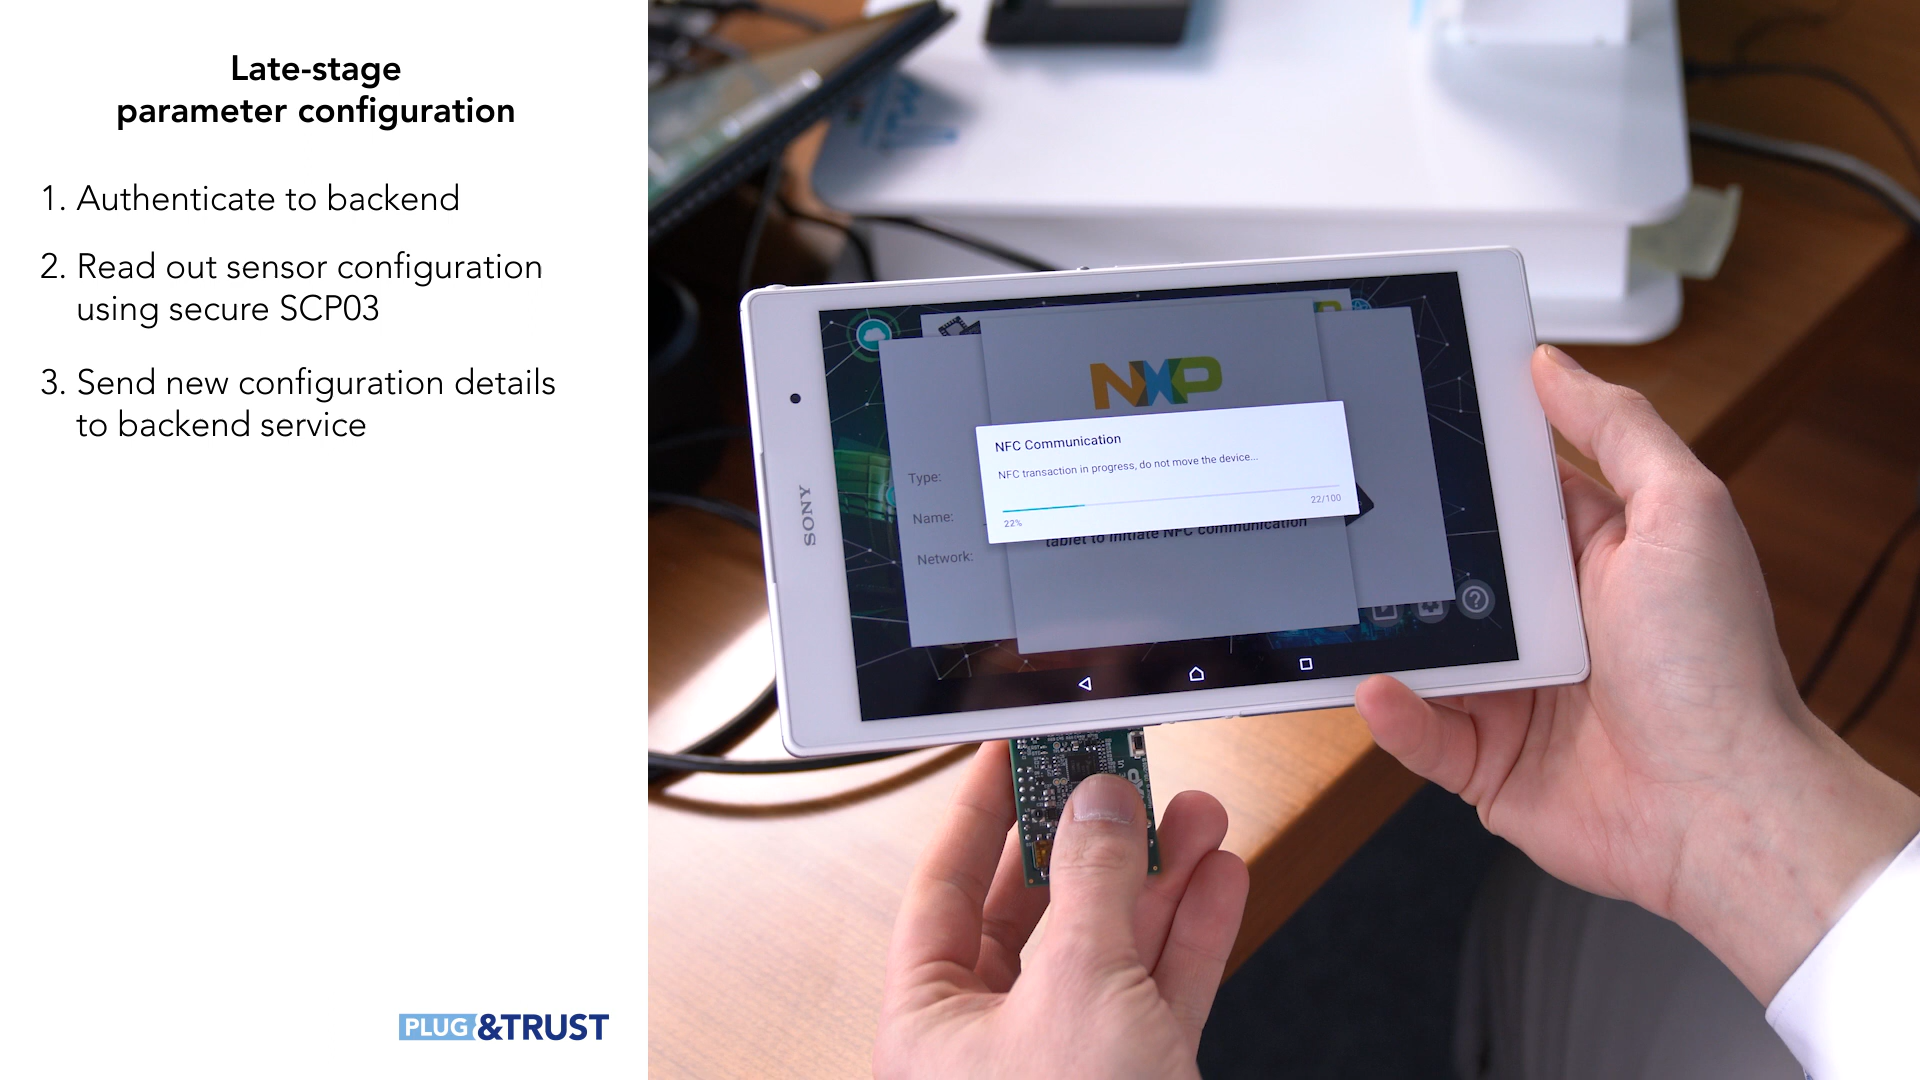 Late-stage
parameter configuration
1. Authenticate to backend
2. Read out sensor configuration
using secure SCP03
3. Send new configuration details
to backend service
PLUG &TRUST
SONY
NXP
NFC Communication
NFC transaction in progress, do not move the device...
22/100
22%
tablet to initiate NFC communication
Type:
Name:
Network: